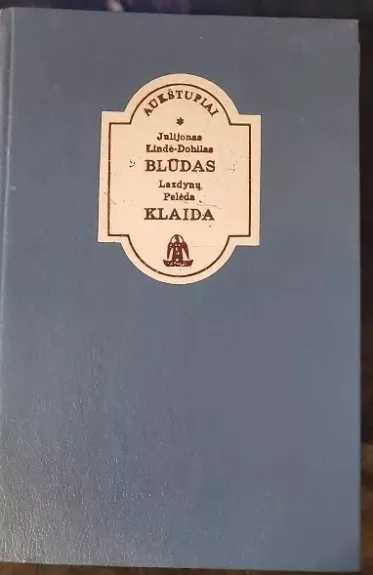 AUKŠTUPIAI
*
Julijonas
Lindė-Dobilas
BLŪDAS
Lazdynų
Pelėda
KLAIDA